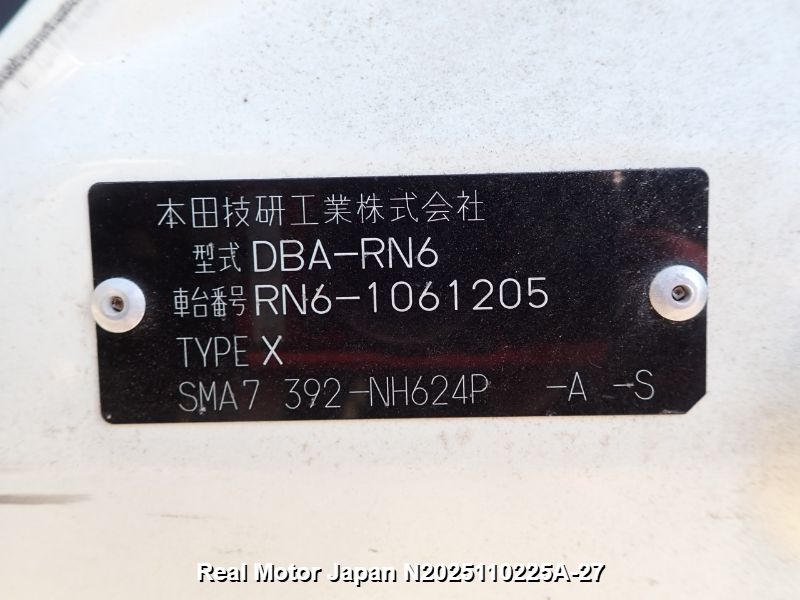 本田技研工業株式会社
型式 DBA-RN6
車台番号 RN6-1061205
TYPE X
SMA7 392-NH624P -A -S
Real Motor Japan N2025110225A-27